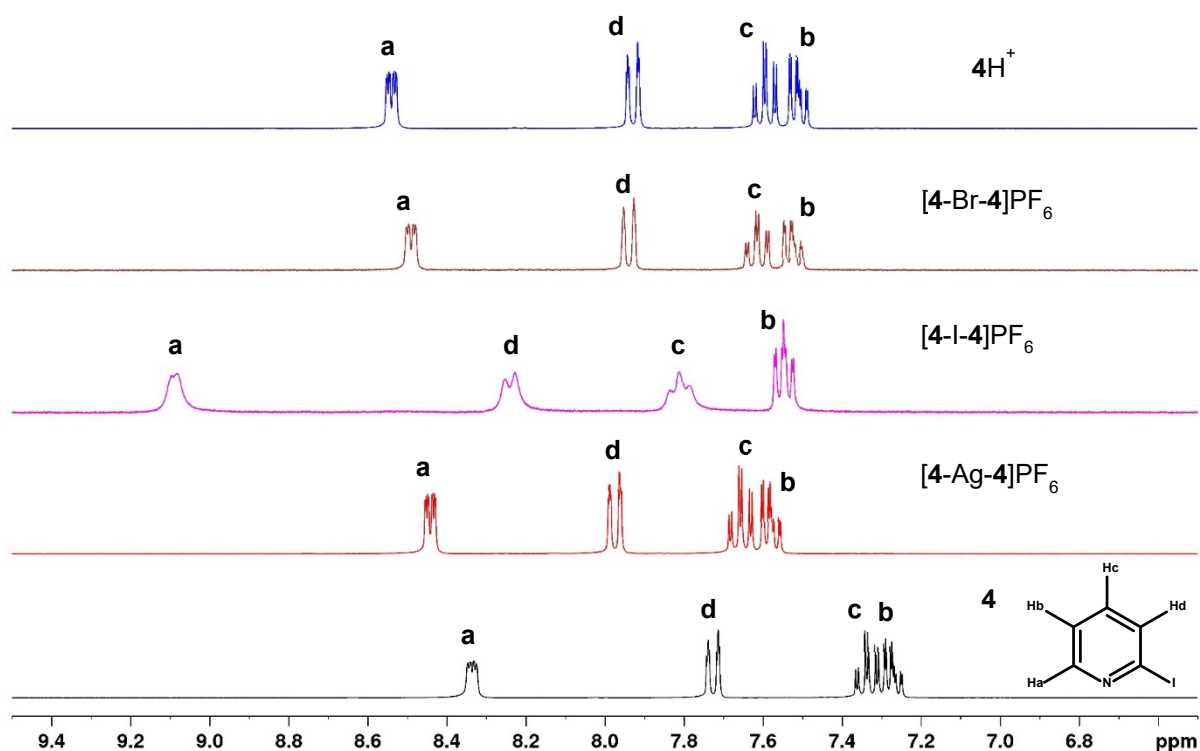 a d c b 4H+
a d c b [4-Br-4]PF6
a d c b [4-I-4]PF6
a d c b [4-Ag-4]PF6
a d c b 4
Hc
Hb Hd
Ha N I
9.4 9.2 9.0 8.8 8.6 8.4 8.2 8.0 7.8 7.6 7.4 7.2 7.0 6.8 ppm